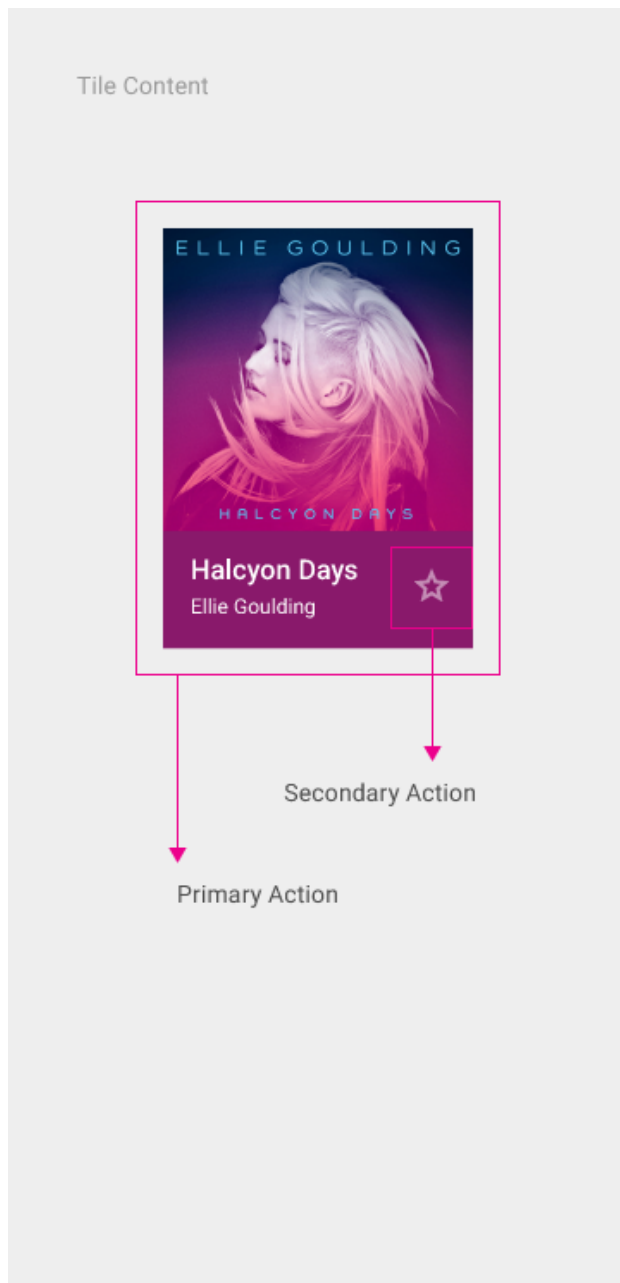 Tile Content
ELLIE GOULDING
HALCYON DAYS
Halcyon Days
Ellie Goulding
Secondary Action
Primary Action